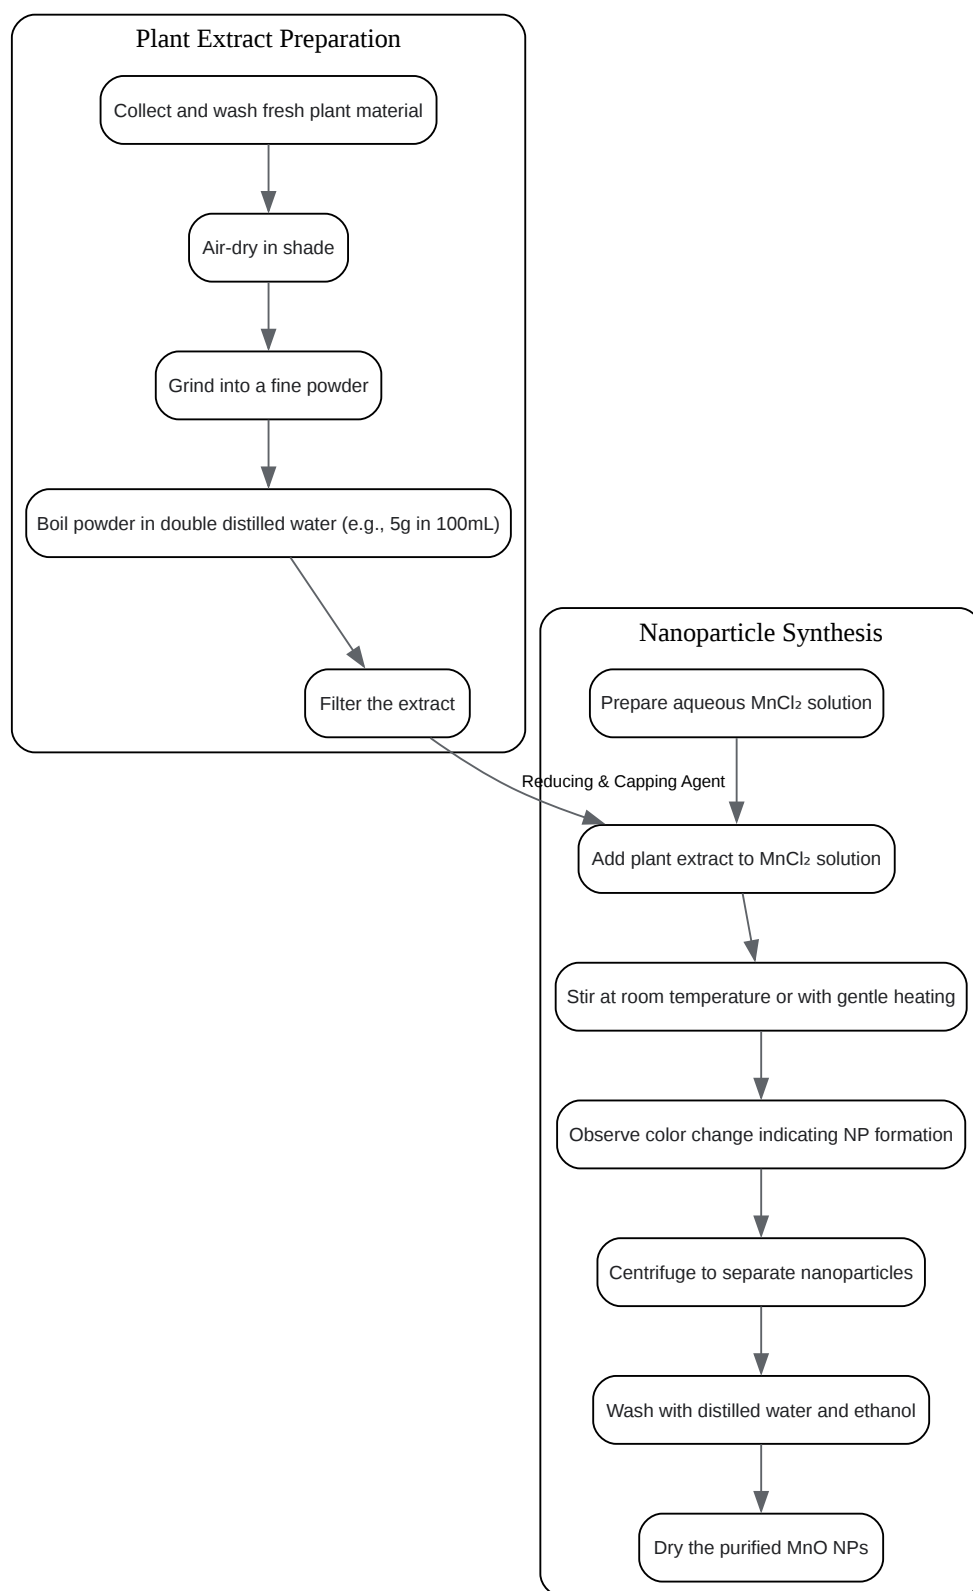 Plant Extract Preparation
Collect and wash fresh plant material
Air-dry in shade
Grind into a fine powder
Boil powder in double distilled water (e.g., 5g in 100mL)
Filter the extract
Nanoparticle Synthesis
Prepare aqueous MnCl₂ solution
Reducing & Capping Agent
Add plant extract to MnCl₂ solution
Stir at room temperature or with gentle heating
Observe color change indicating NP formation
Centrifuge to separate nanoparticles
Wash with distilled water and ethanol
Dry the purified MnO NPs